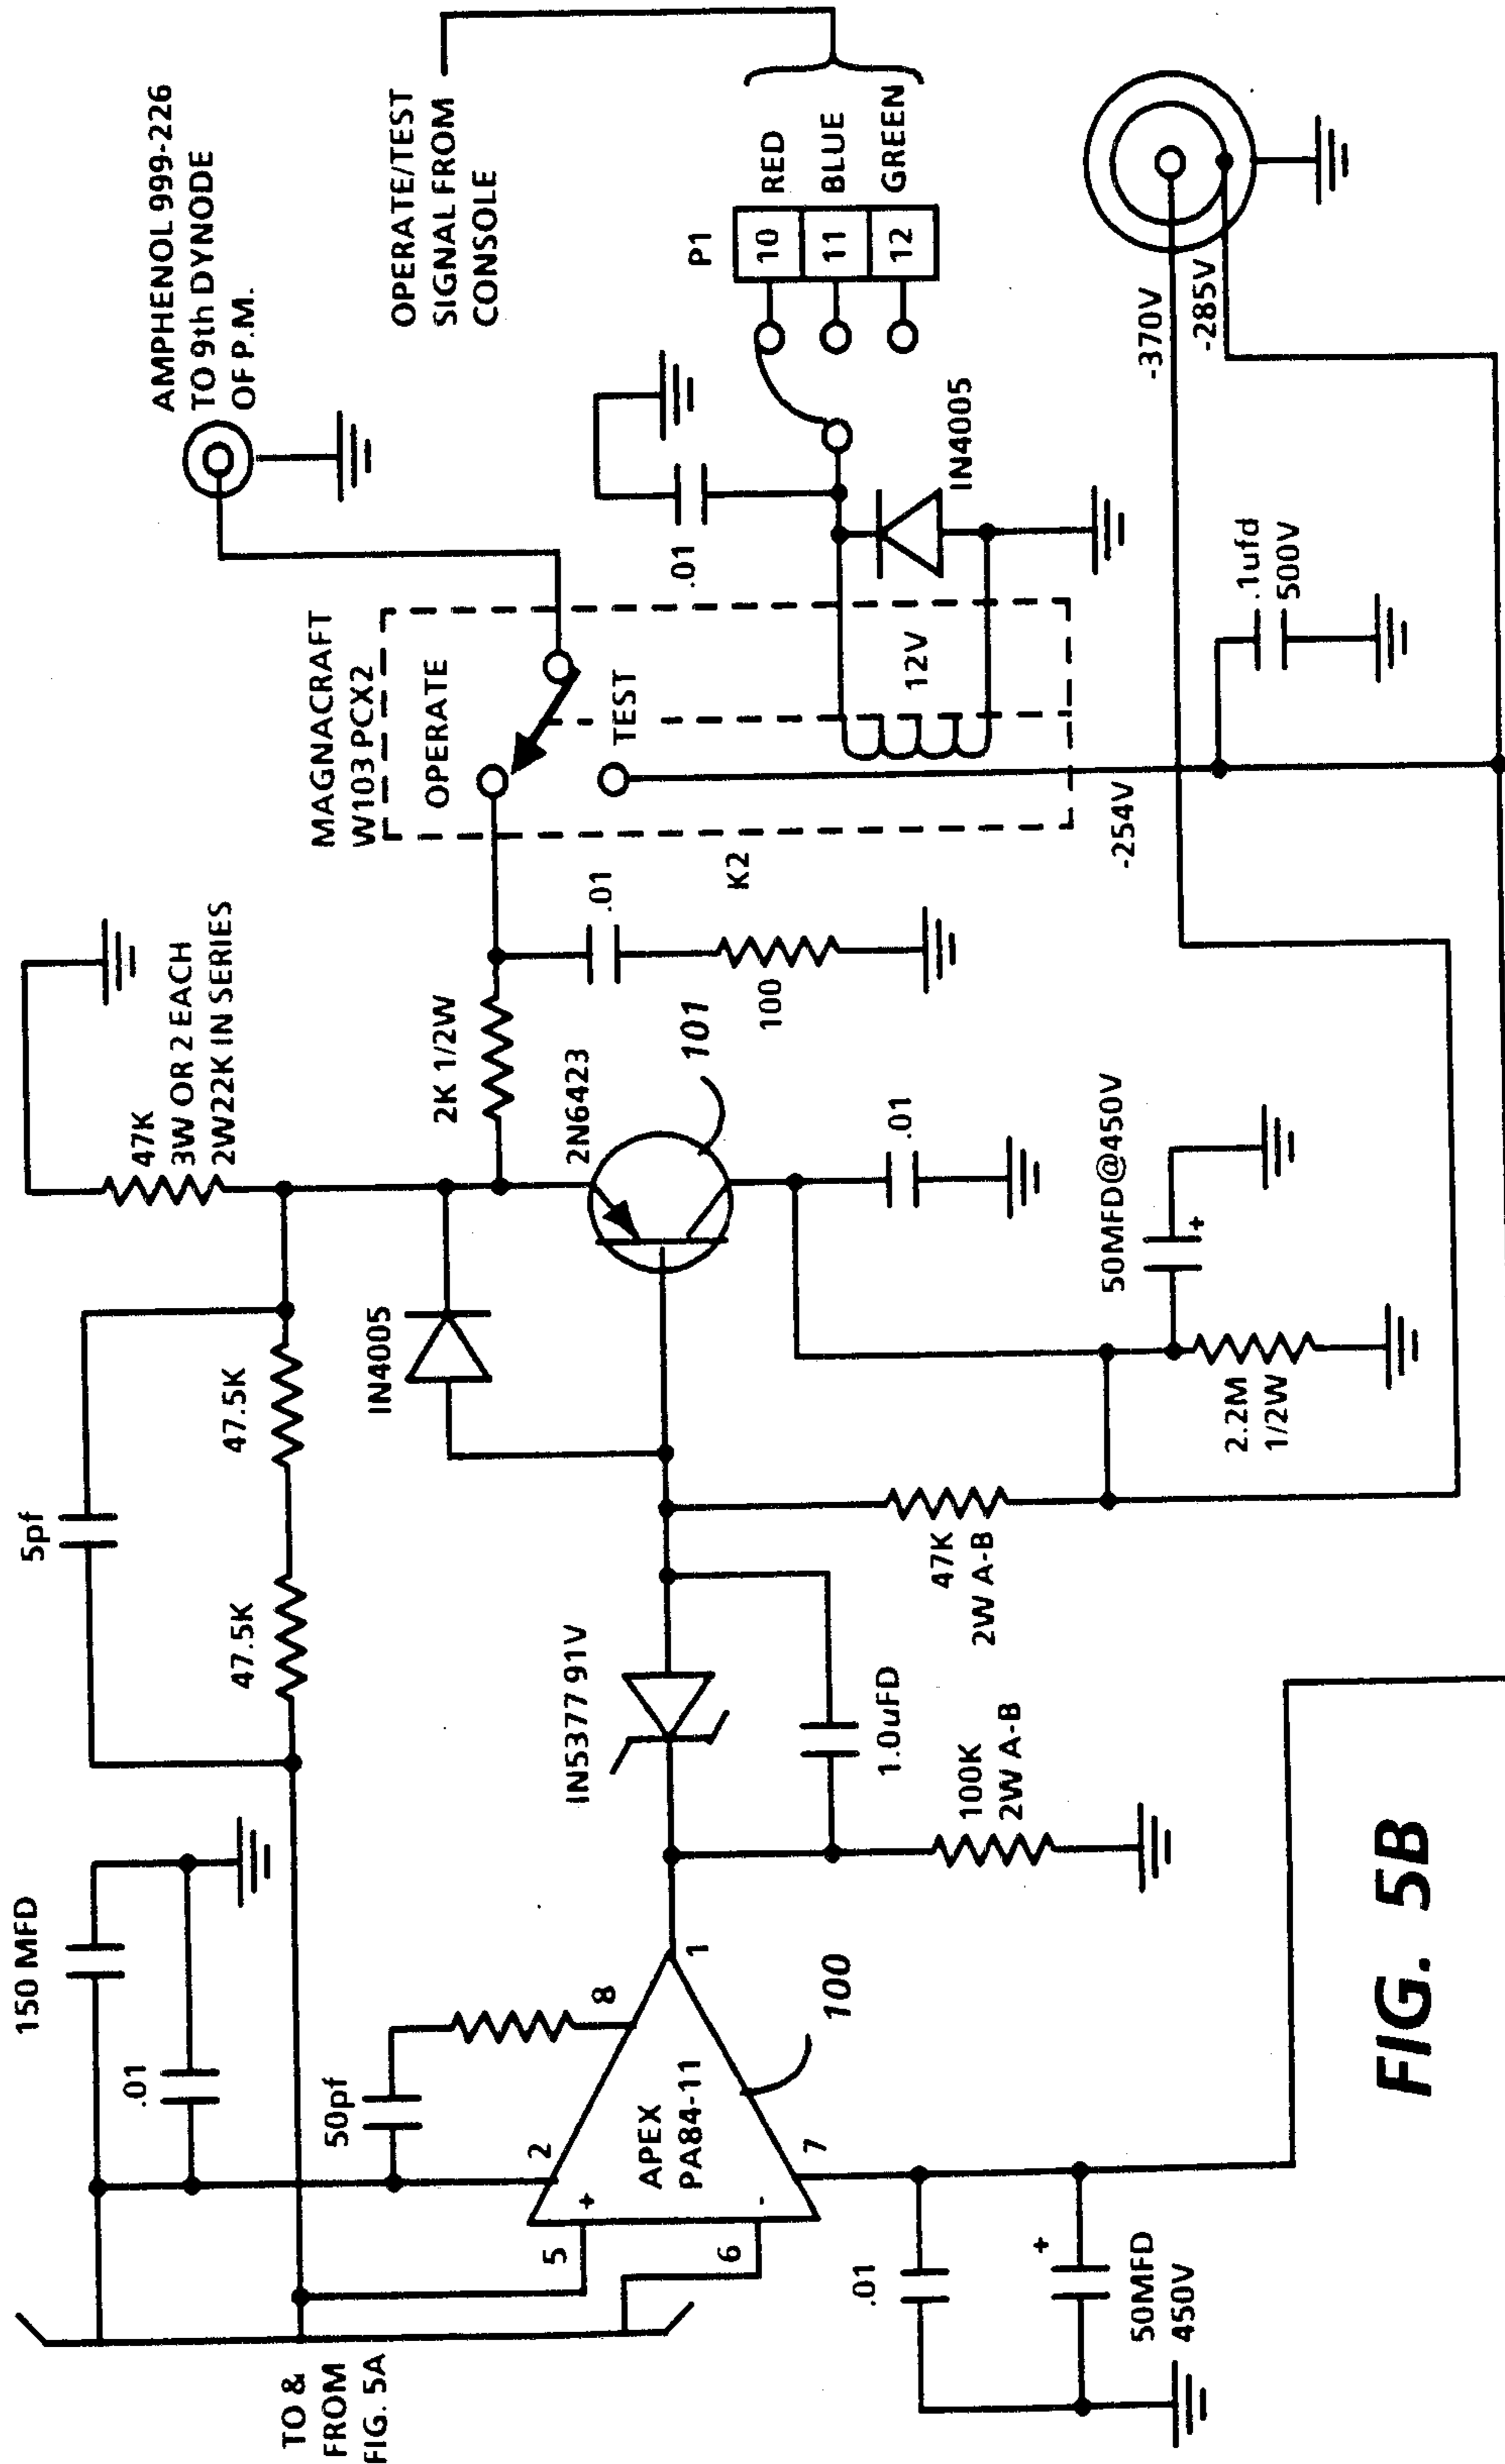 AMPHENOL 999-226
TO 9th DYNODE
OF P.M.
OPERATE/TEST
SIGNAL FROM
CONSOLE
P1
10
11
12
RED
BLUE
GREEN
-370V
-285V
.01
IN4005
MAGNACRAFT
W103 PCX2
OPERATE
TEST
12V
.1ufd
500V
-254V
47K
3W OR 2 EACH
2W22K IN SERIES
2K 1/2W
.01
K2
100
2N6423
101
.01
50MFD@450V
+
2.2M
1/2W
5pf
47.5K
47.5K
IN4005
IN5377 91V
1.0uFD
47K
2W A-B
100K
2W A-B
150 MFD
.01
50pf
8
2
1
APEX
PA84-11
+
-
5
6
7
100
.01
+
50MFD
450V
TO &
FROM
FIG. 5A
FIG. 5B